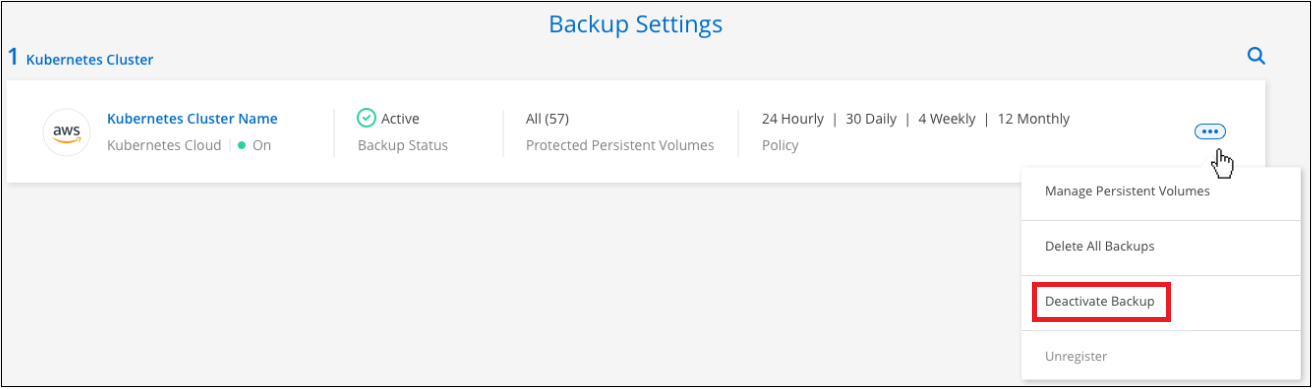 Backup Settings
1 Kubernetes Cluster
aws
Kubernetes Cluster Name
Kubernetes Cloud | On
Active
Backup Status
All (57)
Protected Persistent Volumes
24 Hourly | 30 Daily | 4 Weekly | 12 Monthly
Policy
Manage Persistent Volumes
Delete All Backups
Deactivate Backup
Unregister